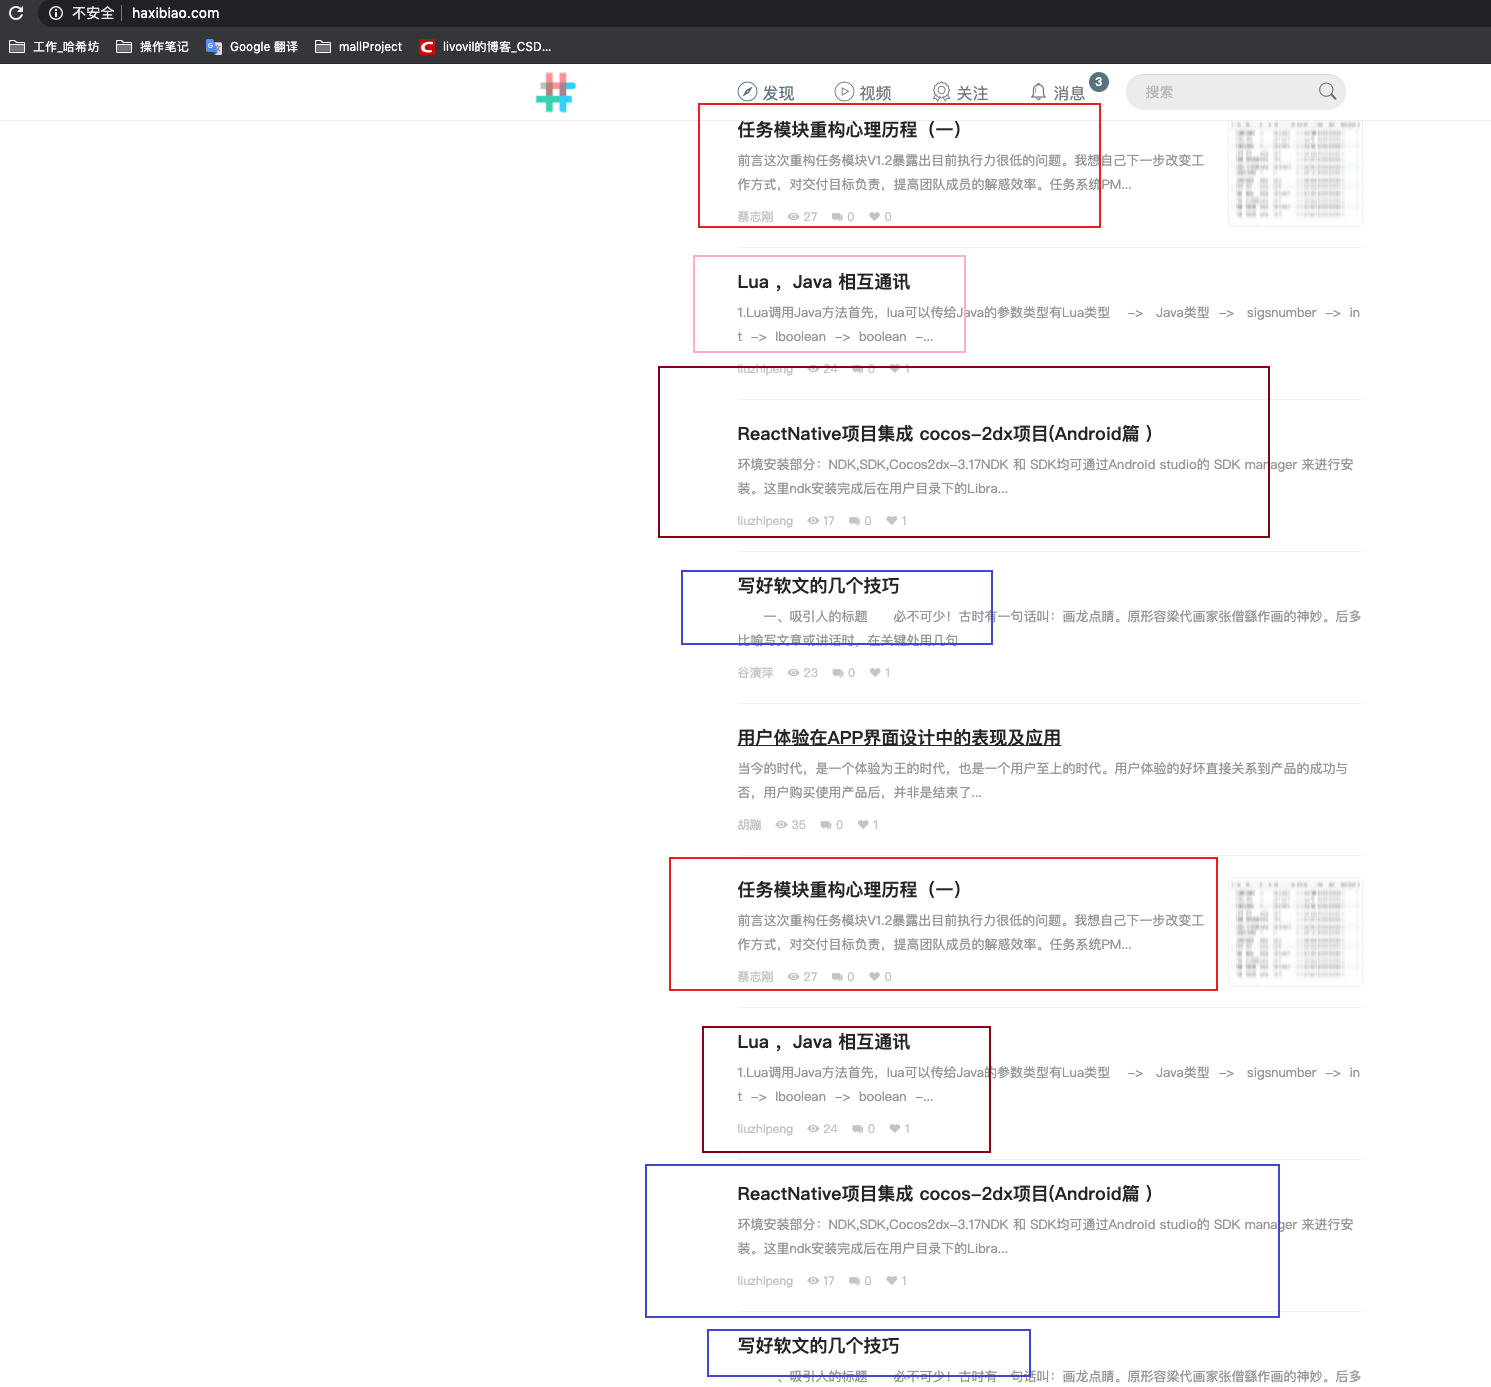 不安全 haxibiao.com
工作_哈希坊 操作笔记 Google 翻译 mallProject livovil的博客_CSD...
发现 视频 关注 消息 3 搜索
任务模块重构心理历程（一）
前言这次重构任务模块V1.2暴露出目前执行力很低的问题。我想自己下一步改变工
作方式，对交付目标负责，提高团队成员的解惑效率。任务系统PM...
蔡志刚 27 0 0
Lua ，Java 相互通讯
1.Lua调用Java方法首先，lua可以传给Java的参数类型有Lua类型 -> Java类型 -> sigsnumber -> in
t -> lboolean -> boolean -...
liuzhipeng 24 0 1
ReactNative项目集成 cocos-2dx项目(Android篇 ）
环境安装部分：NDK,SDK,Cocos2dx-3.17NDK 和 SDK均可通过Android studio的 SDK manager 来进行安
装。这里ndk安装完成后在用户目录下的Libra...
liuzhipeng 17 0 1
写好软文的几个技巧
一、吸引人的标题 必不可少！古时有一句话叫：画龙点睛。原形容梁代画家张僧繇作画的神妙。后多
比喻写文章或讲话时，在关键处用几句
谷演萍 23 0 1
用户体验在APP界面设计中的表现及应用
当今的时代，是一个体验为王的时代，也是一个用户至上的时代。用户体验的好坏直接关系到产品的成功与
否，用户购买使用产品后，并非是结束了...
胡蹦 35 0 1
任务模块重构心理历程（一）
前言这次重构任务模块V1.2暴露出目前执行力很低的问题。我想自己下一步改变工
作方式，对交付目标负责，提高团队成员的解惑效率。任务系统PM...
蔡志刚 27 0 0
Lua ，Java 相互通讯
1.Lua调用Java方法首先，lua可以传给Java的参数类型有Lua类型 -> Java类型 -> sigsnumber -> in
t -> lboolean -> boolean -...
liuzhipeng 24 0 1
ReactNative项目集成 cocos-2dx项目(Android篇 ）
环境安装部分：NDK,SDK,Cocos2dx-3.17NDK 和 SDK均可通过Android studio的 SDK manager 来进行安
装。这里ndk安装完成后在用户目录下的Libra...
liuzhipeng 17 0 1
写好软文的几个技巧
、吸引人的标题 必不可少！古时有一句话叫：画龙点睛。原形容梁代画家张僧繇作画的神妙。后多